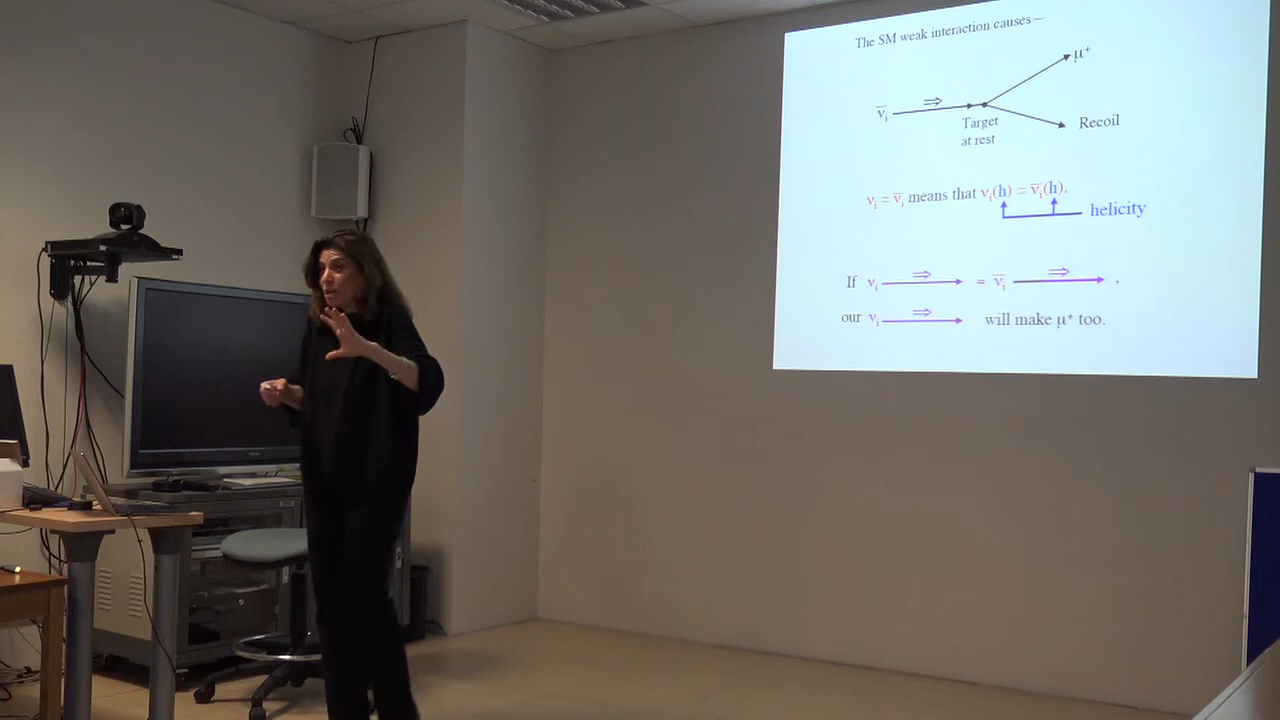 The SM weak interaction causes—
μ⁺
⇒
ν̅ᵢ
Target
at rest
Recoil
νᵢ = ν̅ᵢ means that νᵢ(h) = ν̅ᵢ(h).
helicity
If νᵢ ⇒ = ν̅ᵢ ⇒ ,
our νᵢ ⇒ will make μ⁺ too.